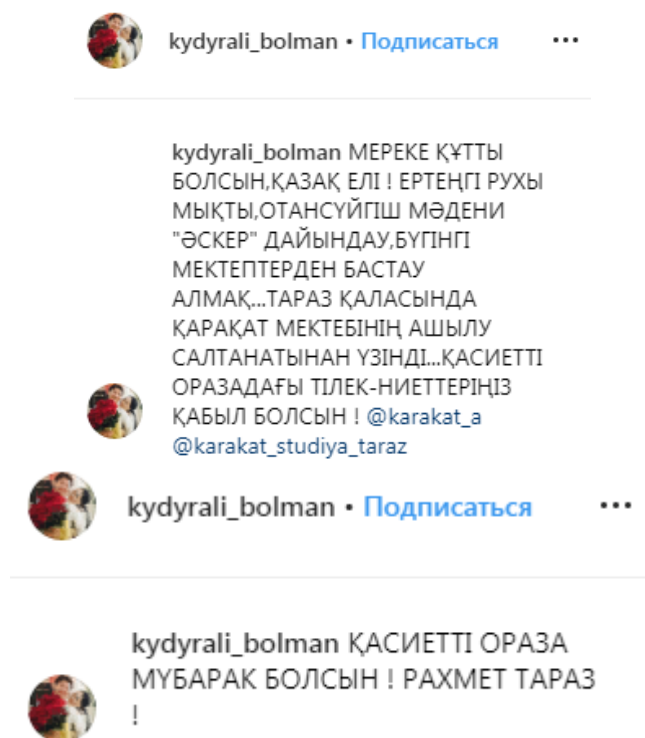 kydyrali_bolman • Подписаться
kydyrali_bolman МЕРЕКЕ ҚҰТТЫ
БОЛСЫН,ҚАЗАҚ ЕЛІ ! ЕРТЕҢГІ РУХЫ
МЫҚТЫ,ОТАНСҮЙГІШ МӘДЕНИ
"ӘСКЕР" ДАЙЫНДАУ,БҮГІНГІ
МЕКТЕПТЕРДЕН БАСТАУ
АЛМАҚ...ТАРАЗ ҚАЛАСЫНДА
ҚАРАҚАТ МЕКТЕБІНІҢ АШЫЛУ
САЛТАНАТЫНАН ҮЗІНДІ...ҚАСИЕТТІ
ОРАЗАДАҒЫ ТІЛЕК-НИЕТТЕРІҢІЗ
ҚАБЫЛ БОЛСЫН ! @karakat_a
@karakat_studiya_taraz
kydyrali_bolman • Подписаться
kydyrali_bolman ҚАСИЕТТІ ОРАЗА
МҮБАРАК БОЛСЫН ! РАХМЕТ ТАРАЗ
!